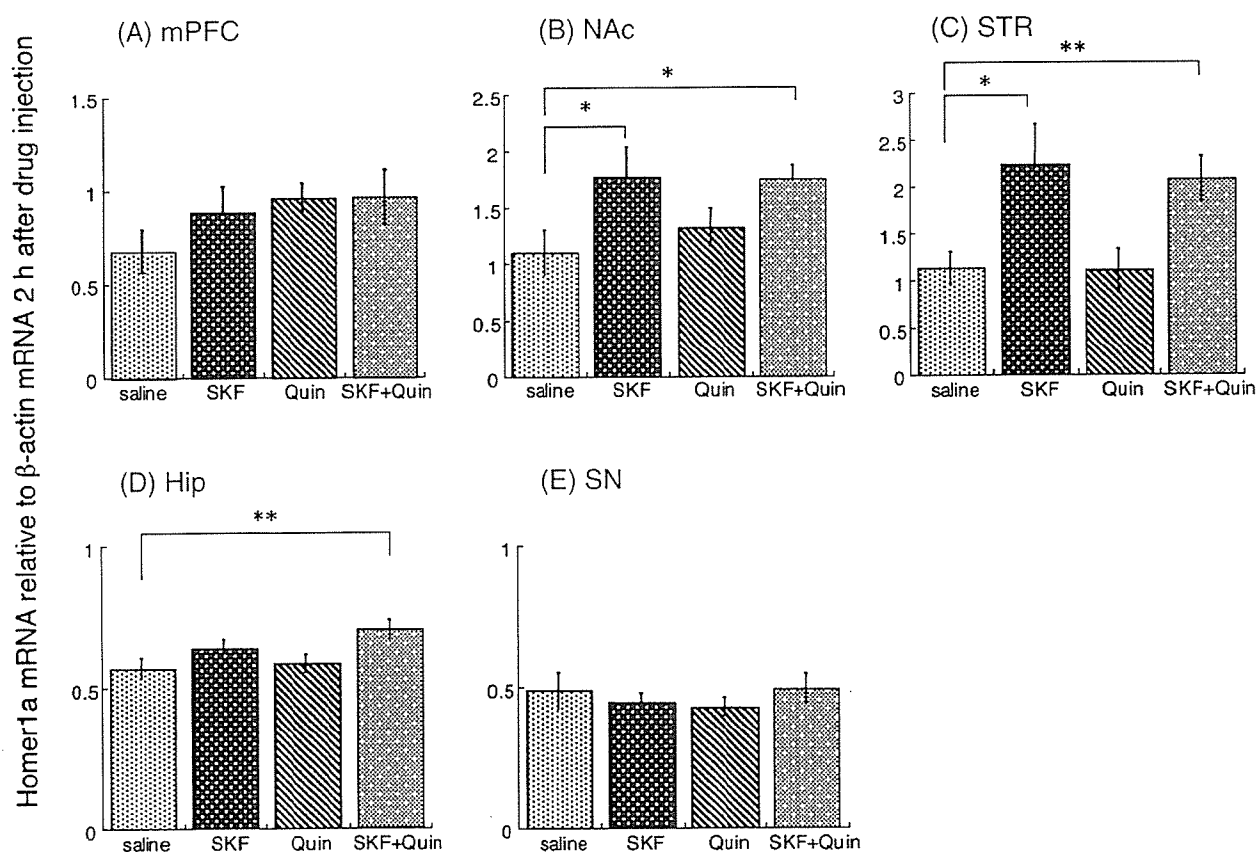 Homer1a mRNA relative to β-actin mRNA 2 h after drug injection
(A) mPFC
1.5
1
0.5
0
saline SKF Quin SKF+Quin
(B) NAc
*
*
2.5
2
1.5
1
0.5
0
saline SKF Quin SKF+Quin
(C) STR
**
*
3
2.5
2
1.5
1
0.5
0
saline SKF Quin SKF+Quin
(D) Hip
**
1
0.5
0
saline SKF Quin SKF+Quin
(E) SN
1
0.5
0
saline SKF Quin SKF+Quin